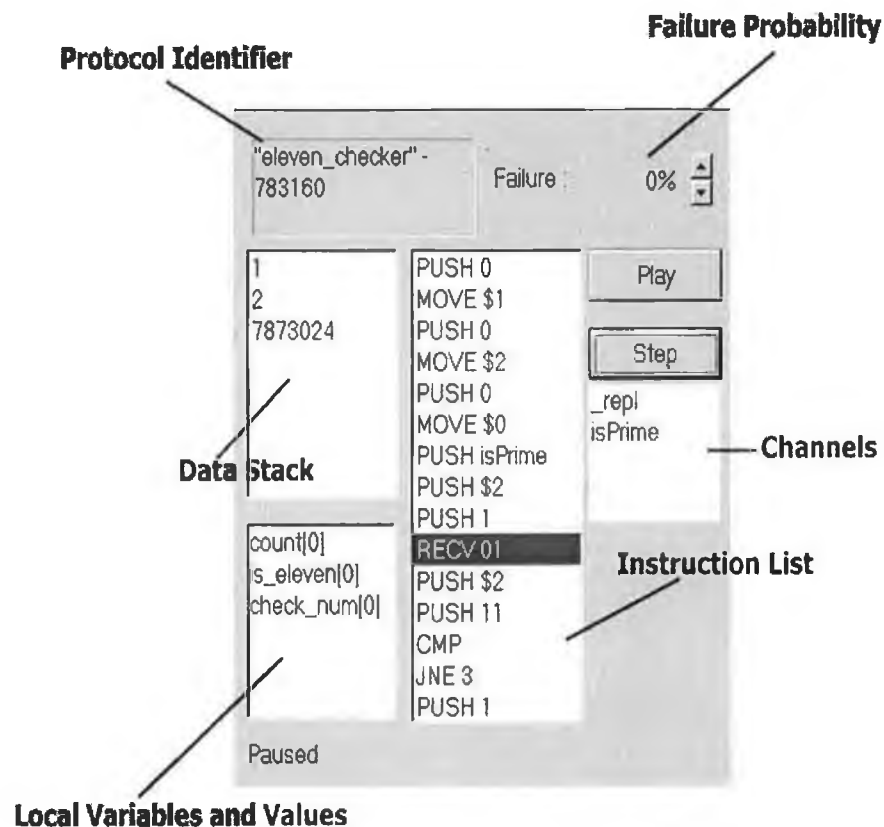 Failure Probability
Protocol Identifier
"eleven_checker" -
783160
Failure :
0%
1
2
7873024
PUSH 0
MOVE $1
PUSH 0
MOVE $2
PUSH 0
MOVE $0
PUSH isPrime
PUSH $2
PUSH 1
RECV 01
PUSH $2
PUSH 11
CMP
JNE 3
PUSH 1
Play
Step
_repl
isPrime
Channels
Data Stack
count[0]
is_eleven[0]
check_num[0]
Instruction List
Paused
Local Variables and Values